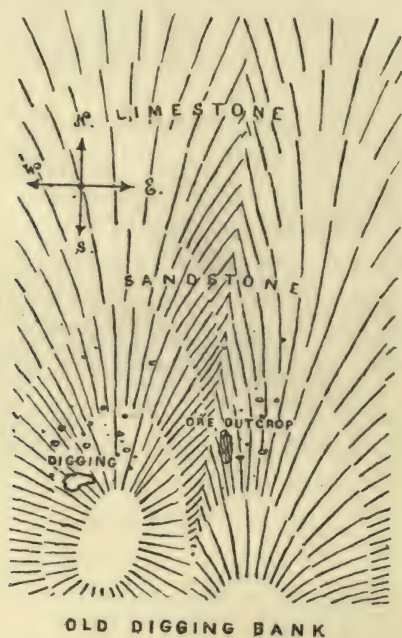 N.
LIMESTONE
W. E.
S.
SANDSTONE
ORE OUTCROP
DIGGING
OLD DIGGING BANK